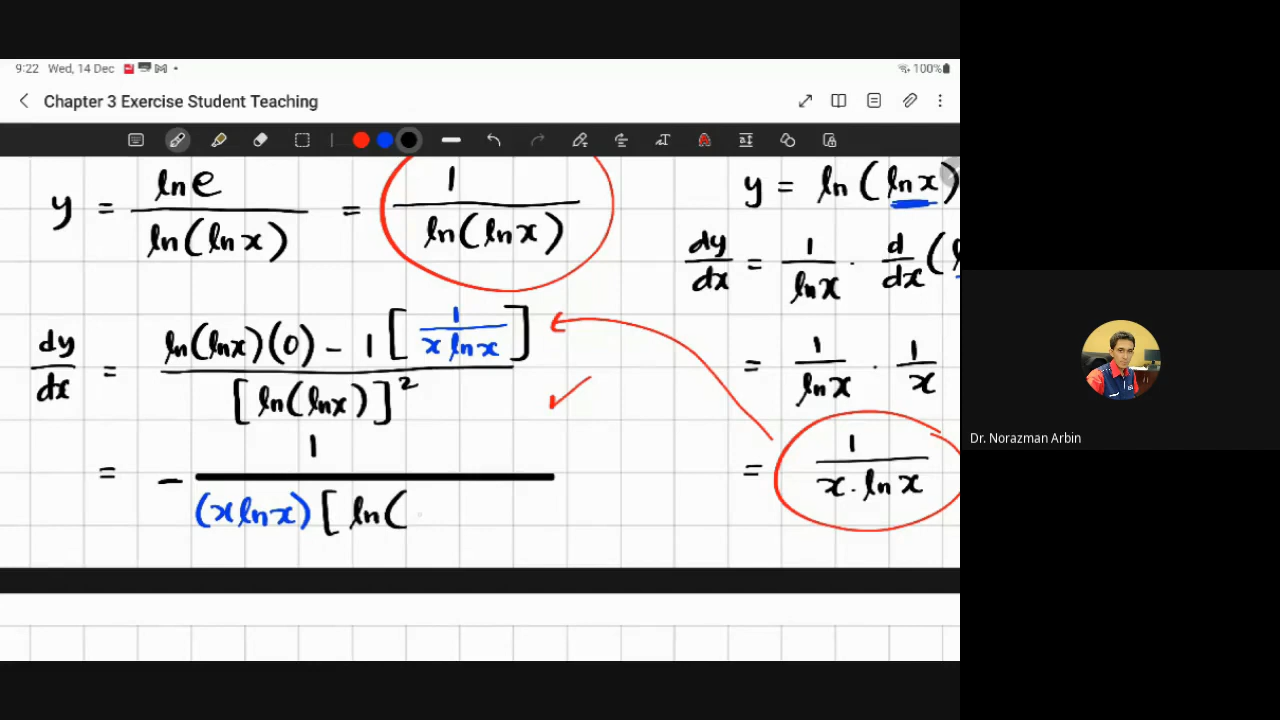 9:22 Wed, 14 Dec
100%
Chapter 3 Exercise Student Teaching
y = ln e / ln(ln x) = 1 / ln(ln x)
dy/dx = ln(ln x)(0) - 1 [ 1 / x ln x ] / [ ln(ln x) ]²
= - 1 / (x ln x) [ ln(
y = ln (ln x)
dy/dx = 1 / ln x · d/dx (
= 1 / ln x · 1 / x
= 1 / x · ln x
Dr. Norazman Arbin